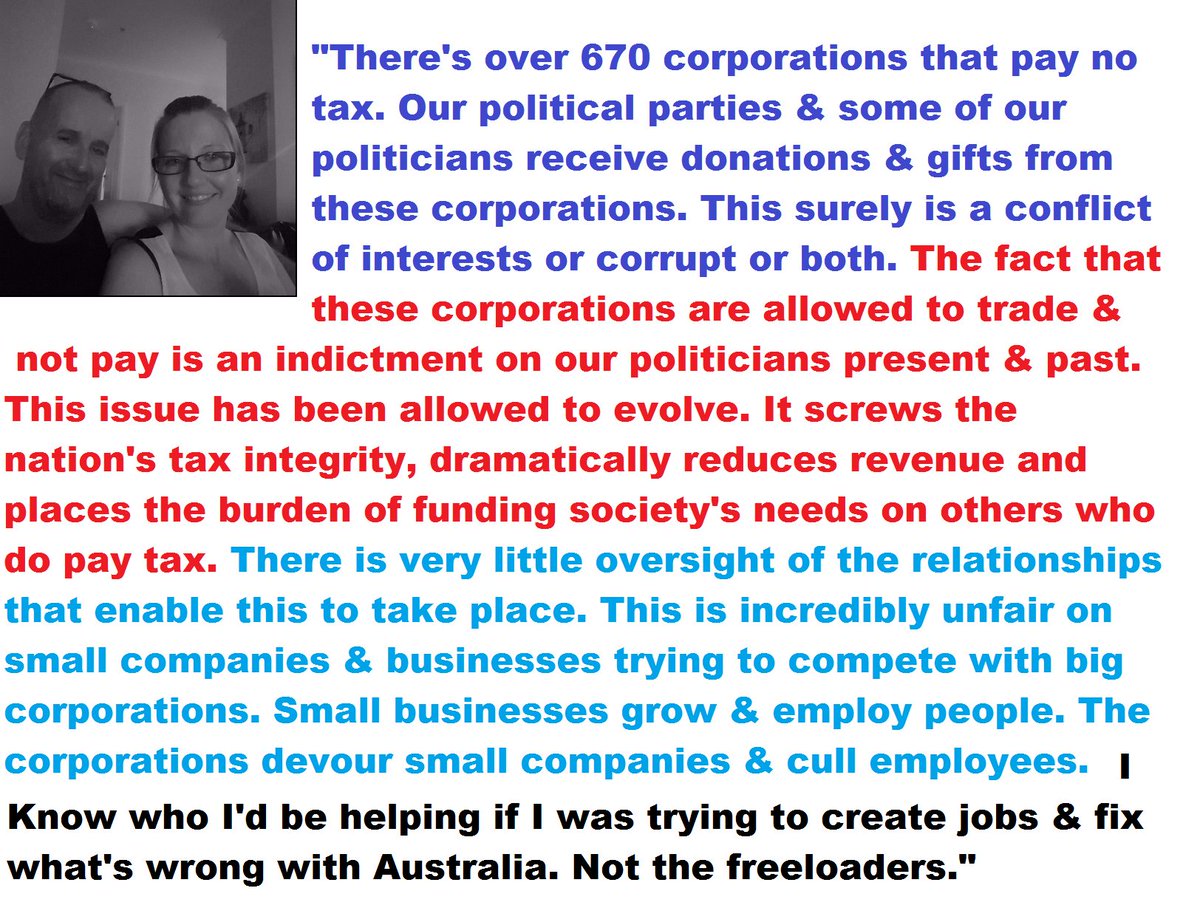 "There's over 670 corporations that pay no
tax. Our political parties & some of our
politicians receive donations & gifts from
these corporations. This surely is a conflict
of interests or corrupt or both. The fact that
these corporations are allowed to trade &
not pay is an indictment on our politicians present & past.
This issue has been allowed to evolve. It screws the
nation's tax integrity, dramatically reduces revenue and
places the burden of funding society's needs on others who
do pay tax. There is very little oversight of the relationships
that enable this to take place. This is incredibly unfair on
small companies & businesses trying to compete with big
corporations. Small businesses grow & employ people. The
corporations devour small companies & cull employees. I
Know who I'd be helping if I was trying to create jobs & fix
what's wrong with Australia. Not the freeloaders."